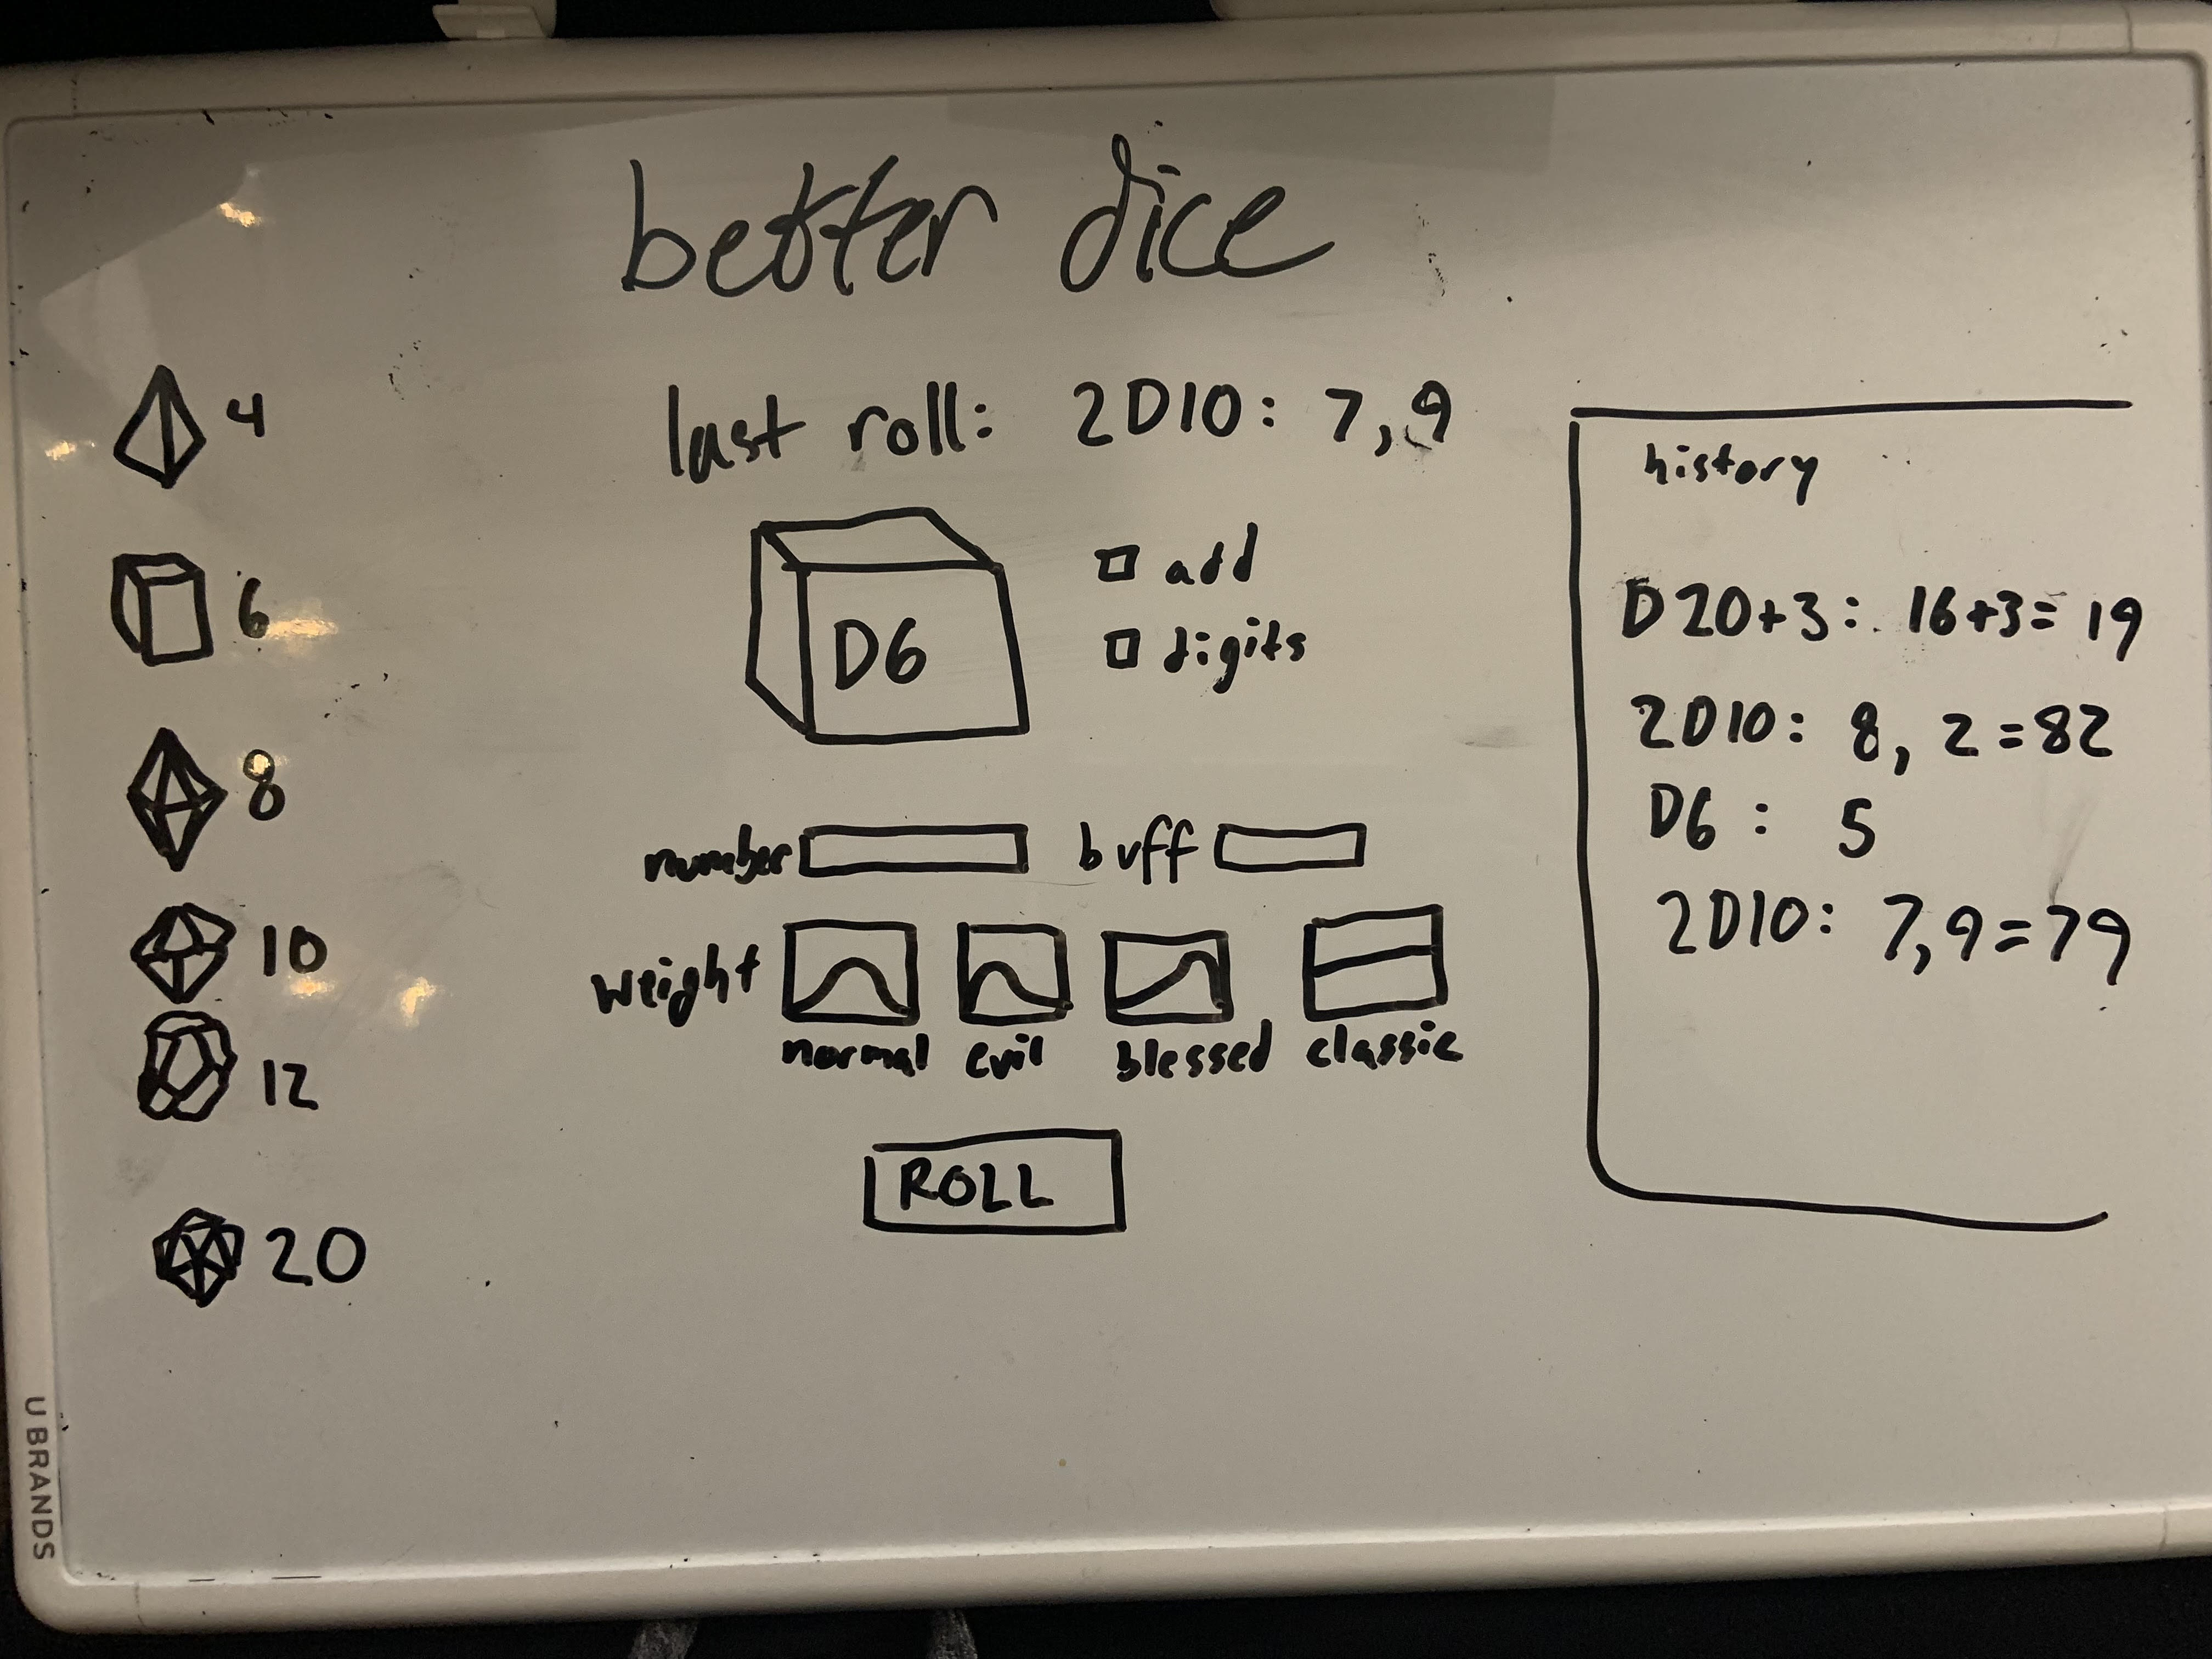 better dice
4
6
8
10
12
20
last roll: 2D10: 7,9
D6
add
digits
number
buff
weight
normal evil blessed classic
ROLL
history
D20+3: 16+3= 19
2D10: 8, 2 = 82
D6 : 5
2D10: 7,9=79
U BRANDS